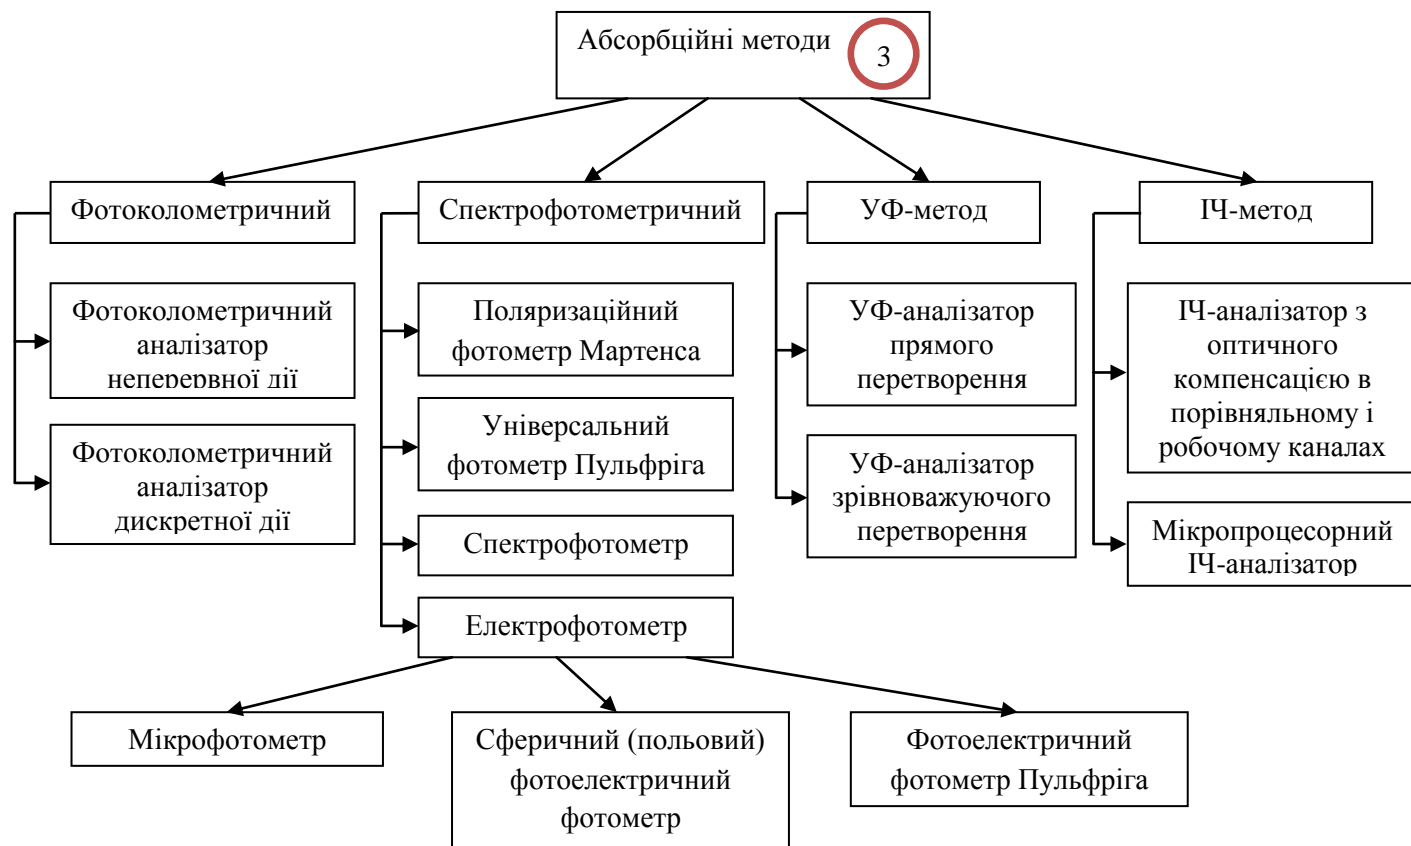 Абсорбційні методи
3
Фотоколометричний
Спектрофотометричний
УФ-метод
ІЧ-метод
Фотоколометричний
аналізатор
неперервної дії
Фотоколометричний
аналізатор
дискретної дії
Поляризаційний
фотометр Мартенса
Універсальний
фотометр Пульфріга
Спектрофотометр
Електрофотометр
УФ-аналізатор
прямого
перетворення
УФ-аналізатор
зрівноважуючого
перетворення
ІЧ-аналізатор з
оптичного
компенсацією в
порівняльному і
робочому каналах
Мікропроцесорний
ІЧ-аналізатор
Мікрофотометр
Сферичний (польовий)
фотоелектричний
фотометр
Фотоелектричний
фотометр Пульфріга